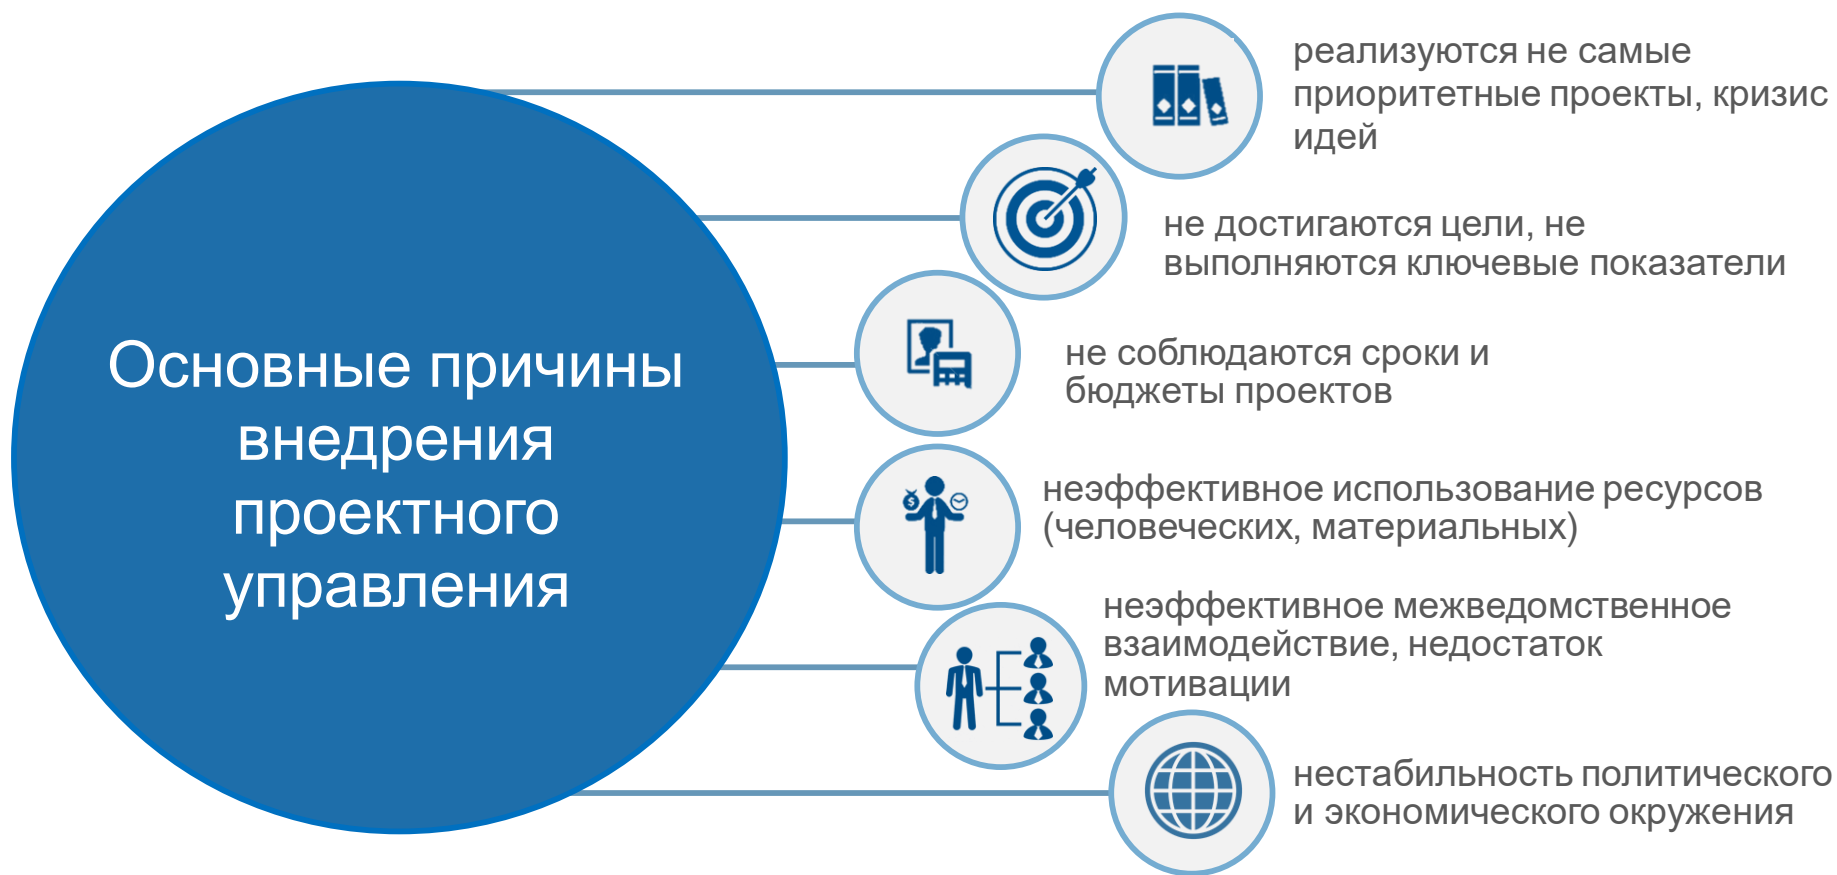 Основные причины
внедрения
проектного
управления
реализуются не самые
приоритетные проекты, кризис
идей
не достигаются цели, не
выполняются ключевые показатели
не соблюдаются сроки и
бюджеты проектов
неэффективное использование ресурсов
(человеческих, материальных)
неэффективное межведомственное
взаимодействие, недостаток
мотивации
нестабильность политического
и экономического окружения